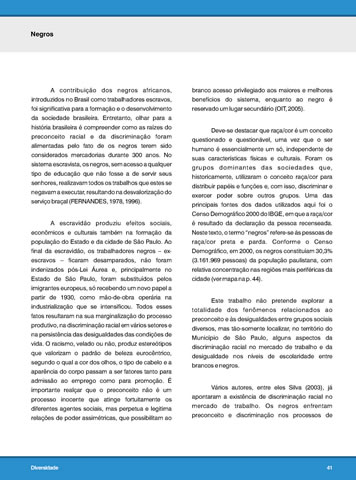 Negros
A contribuição dos negros africanos,
introduzidos no Brasil como trabalhadores escravos,
foi significativa para a formação e o desenvolvimento
da sociedade brasileira. Entretanto, olhar para a
história brasileira é compreender como as raízes do
preconceito racial e da discriminação foram
alimentadas pelo fato de os negros terem sido
considerados mercadorias durante 300 anos. No
sistema escravista, os negros, sem acesso a qualquer
tipo de educação que não fosse a de servir seus
senhores, realizavam todos os trabalhos que estes se
negavam a executar, resultando na desvalorização do
serviço braçal (FERNANDES, 1978, 1996).
A escravidão produziu efeitos sociais,
econômicos e culturais também na formação da
população do Estado e da cidade de São Paulo. Ao
final da escravidão, os trabalhadores negros – ex-
escravos – ficaram desamparados, não foram
indenizados pós-Lei Áurea e, principalmente no
Estado de São Paulo, foram substituídos pelos
imigrantes europeus, só recebendo um novo papel a
partir de 1930, como mão-de-obra operária na
industrialização que se intensificou. Todos esses
fatos resultaram na sua marginalização do processo
produtivo, na discriminação racial em vários setores e
na persistência das desigualdades das condições de
vida. O racismo, velado ou não, produz estereótipos
que valorizam o padrão de beleza eurocêntrico,
segundo o qual a cor dos olhos, o tipo de cabelo e a
aparência do corpo passam a ser fatores tanto para
admissão ao emprego como para promoção. É
importante realçar que o preconceito não é um
processo inocente que atinge fortuitamente os
diferentes agentes sociais, mas perpetua e legitima
relações de poder assimétricas, que possibilitam ao
branco acesso privilegiado aos maiores e melhores
benefícios do sistema, enquanto ao negro é
reservado um lugar secundário (OIT, 2005).
Deve-se destacar que raça/cor é um conceito
questionado e questionável, uma vez que o ser
humano é essencialmente um só, independente de
suas características físicas e culturais. Foram os
grupos dominantes das sociedades que,
historicamente, utilizaram o conceito raça/cor para
distribuir papéis e funções e, com isso, discriminar e
exercer poder sobre outros grupos. Uma das
principais fontes dos dados utilizados aqui foi o
Censo Demográfico 2000 do IBGE, em que a raça/cor
é resultado da declaração da pessoa recenseada.
Neste texto, o termo "negros" refere-se às pessoas de
raça/cor preta e parda. Conforme o Censo
Demográfico, em 2000, os negros constituíam 30,3%
(3.161.969 pessoas) da população paulistana, com
relativa concentração nas regiões mais periféricas da
cidade (ver mapa na p. 44).
Este trabalho não pretende explorar a
totalidade dos fenômenos relacionados ao
preconceito e às desigualdades entre grupos sociais
diversos, mas tão-somente focalizar, no território do
Município de São Paulo, alguns aspectos da
discriminação racial no mercado de trabalho e da
desigualdade nos níveis de escolaridade entre
brancos e negros.
Vários autores, entre eles Silva (2003), já
apontaram a existência de discriminação racial no
mercado de trabalho. Os negros enfrentam
preconceito e discriminação nos processos de
Diversidade
41